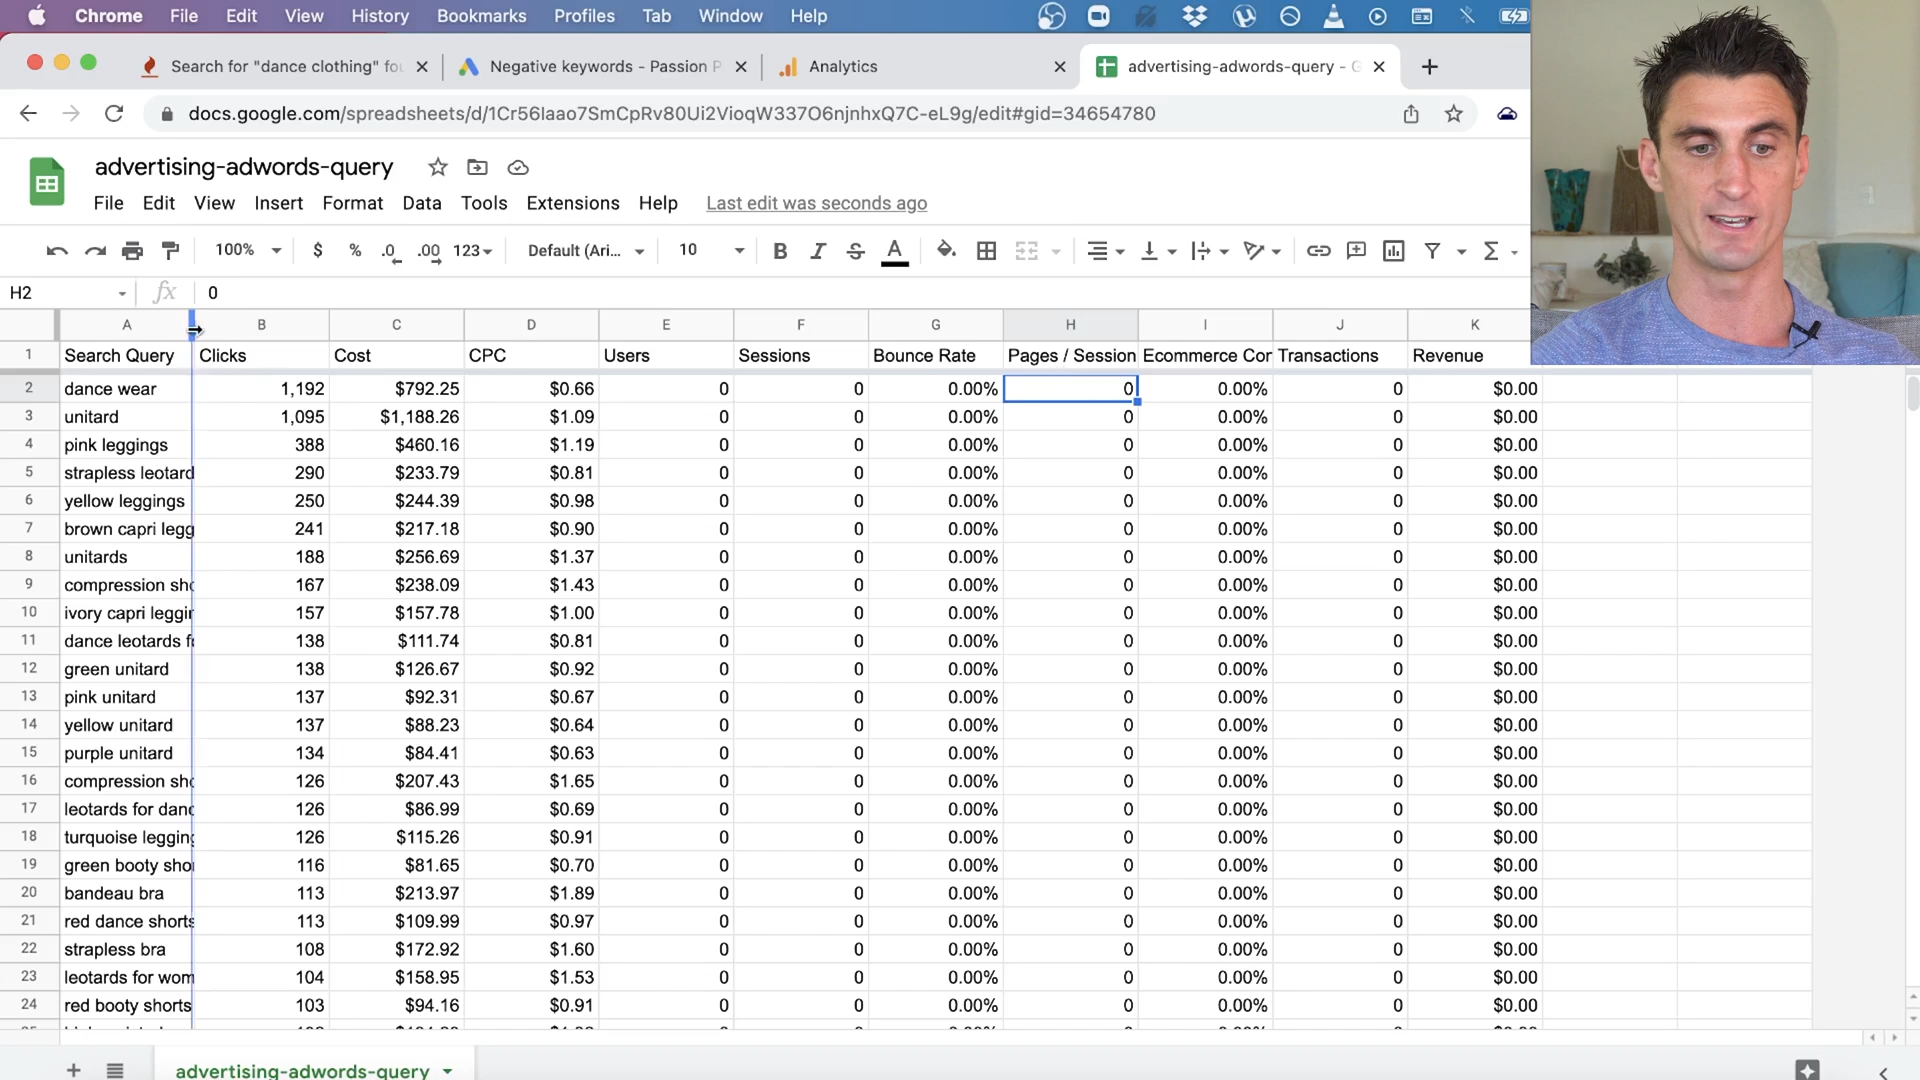 Chrome File Edit View History Bookmarks Profiles Tab Window Help
Search for "dance clothing" fou Negative keywords - Passion P Analytics advertising-adwords-query - G
docs.google.com/spreadsheets/d/1Cr56Iaao7SmCpRv80Ui2VioqW337O6njnhxQ7C-eL9g/edit#gid=34654780
advertising-adwords-query
File Edit View Insert Format Data Tools Extensions Help Last edit was seconds ago
100% $ % .0 .00 123 Default (Ari... 10 B I S A
H2 fx 0
A B C D E F G H I J K
1 Search Query Clicks Cost CPC Users Sessions Bounce Rate Pages / Session Ecommerce Cor Transactions Revenue
2 dance wear 1,192 $792.25 $0.66 0 0 0.00% 0 0.00% 0 $0.00
3 unitard 1,095 $1,188.26 $1.09 0 0 0.00% 0 0.00% 0 $0.00
4 pink leggings 388 $460.16 $1.19 0 0 0.00% 0 0.00% 0 $0.00
5 strapless leotard 290 $233.79 $0.81 0 0 0.00% 0 0.00% 0 $0.00
6 yellow leggings 250 $244.39 $0.98 0 0 0.00% 0 0.00% 0 $0.00
7 brown capri legg 241 $217.18 $0.90 0 0 0.00% 0 0.00% 0 $0.00
8 unitards 188 $256.69 $1.37 0 0 0.00% 0 0.00% 0 $0.00
9 compression sho 167 $238.09 $1.43 0 0 0.00% 0 0.00% 0 $0.00
10 ivory capri leggin 157 $157.78 $1.00 0 0 0.00% 0 0.00% 0 $0.00
11 dance leotards fo 138 $111.74 $0.81 0 0 0.00% 0 0.00% 0 $0.00
12 green unitard 138 $126.67 $0.92 0 0 0.00% 0 0.00% 0 $0.00
13 pink unitard 137 $92.31 $0.67 0 0 0.00% 0 0.00% 0 $0.00
14 yellow unitard 137 $88.23 $0.64 0 0 0.00% 0 0.00% 0 $0.00
15 purple unitard 134 $84.41 $0.63 0 0 0.00% 0 0.00% 0 $0.00
16 compression sho 126 $207.43 $1.65 0 0 0.00% 0 0.00% 0 $0.00
17 leotards for danc 126 $86.99 $0.69 0 0 0.00% 0 0.00% 0 $0.00
18 turquoise legging 126 $115.26 $0.91 0 0 0.00% 0 0.00% 0 $0.00
19 green booty shor 116 $81.65 $0.70 0 0 0.00% 0 0.00% 0 $0.00
20 bandeau bra 113 $213.97 $1.89 0 0 0.00% 0 0.00% 0 $0.00
21 red dance shorts 113 $109.99 $0.97 0 0 0.00% 0 0.00% 0 $0.00
22 strapless bra 108 $172.92 $1.60 0 0 0.00% 0 0.00% 0 $0.00
23 leotards for wom 104 $158.95 $1.53 0 0 0.00% 0 0.00% 0 $0.00
24 red booty shorts 103 $94.16 $0.91 0 0 0.00% 0 0.00% 0 $0.00
advertising-adwords-query